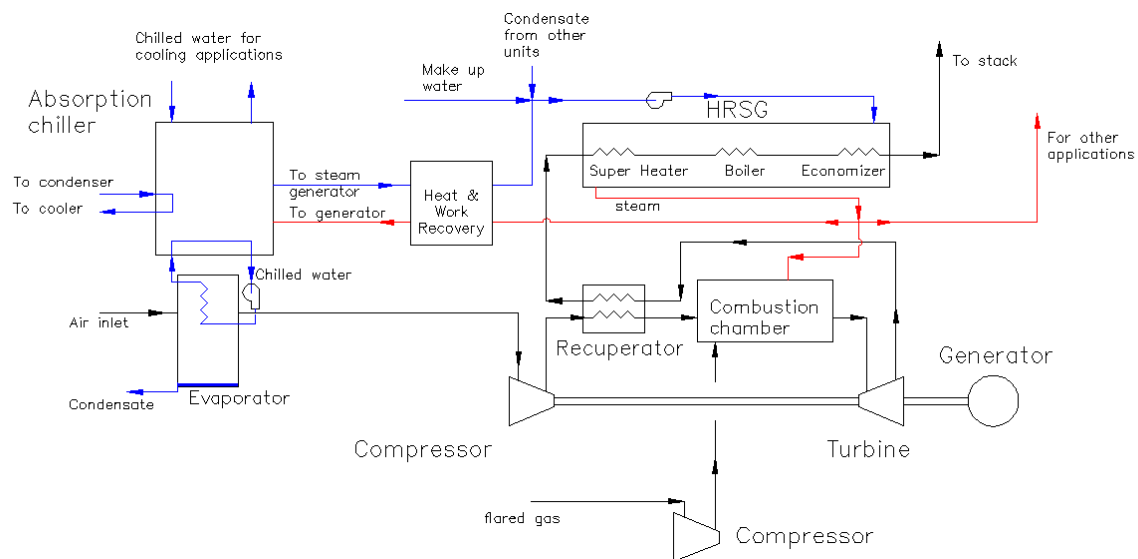 Condensate
from other
units
Chilled water for
cooling applications
To stack
Make up
water
Absorption
chiller
HRSG
For other
applications
Super Heater Boiler Economizer
To condenser
To steam
generator
Heat &
Work
Recovery
To cooler
To generator
steam
Chilled water
Combustion
chamber
Air inlet
Recuperator
Generator
Evaporator
Condensate
Compressor
Turbine
flared gas
Compressor